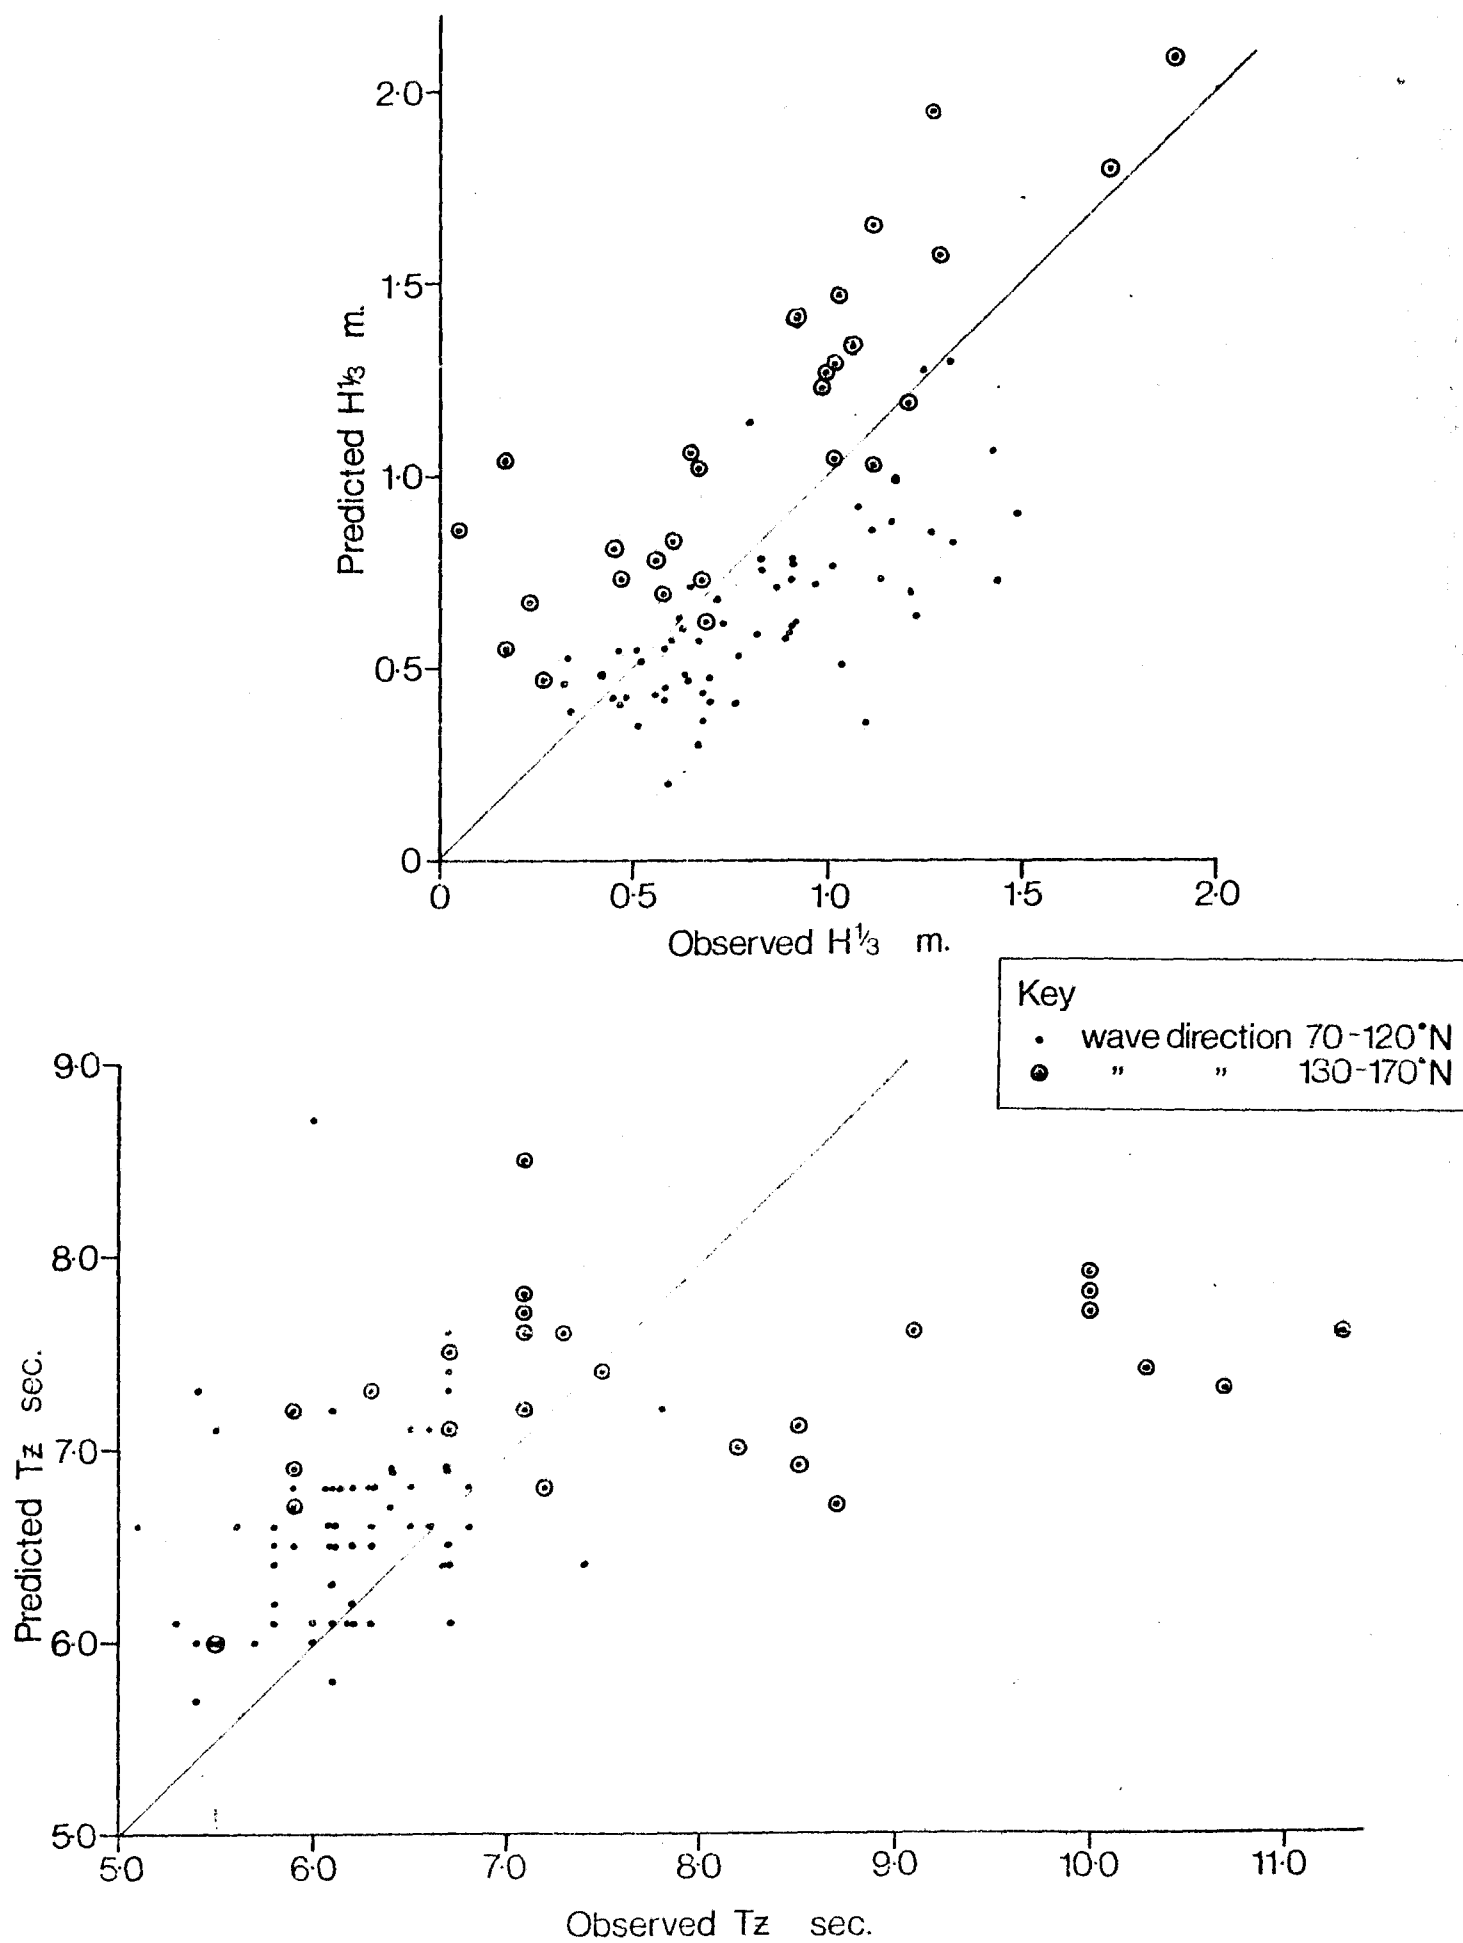 2·0
1·5
1·0
0·5
0
Predicted H⅓ m.
0 0·5 1·0 1·5 2·0
Observed H⅓ m.
Key
wave direction 70-120°N
" " 130-170°N
9·0
8·0
7·0
6·0
5·0
Predicted Tz sec.
5·0 6·0 7·0 8·0 9·0 10·0 11·0
Observed Tz sec.